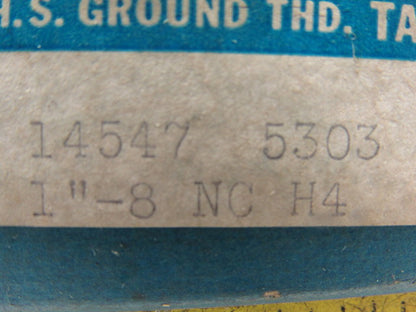 H.S. GROUND THD. TA
14547 5303
1"-8 NC H4